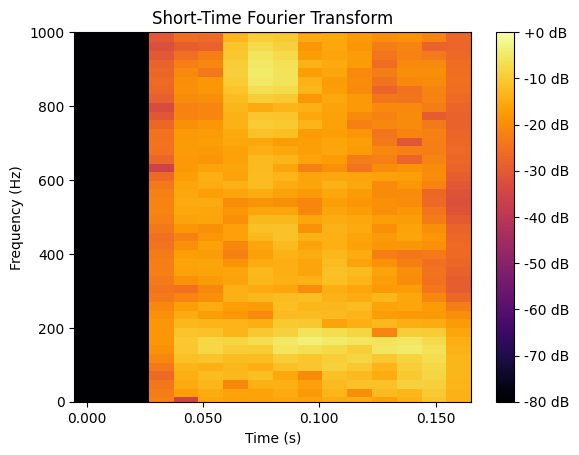 Short-Time Fourier Transform
1000
800
600
400
200
0
Frequency (Hz)
0.000
0.050
0.100
0.150
Time (s)
+0 dB
-10 dB
-20 dB
-30 dB
-40 dB
-50 dB
-60 dB
-70 dB
-80 dB